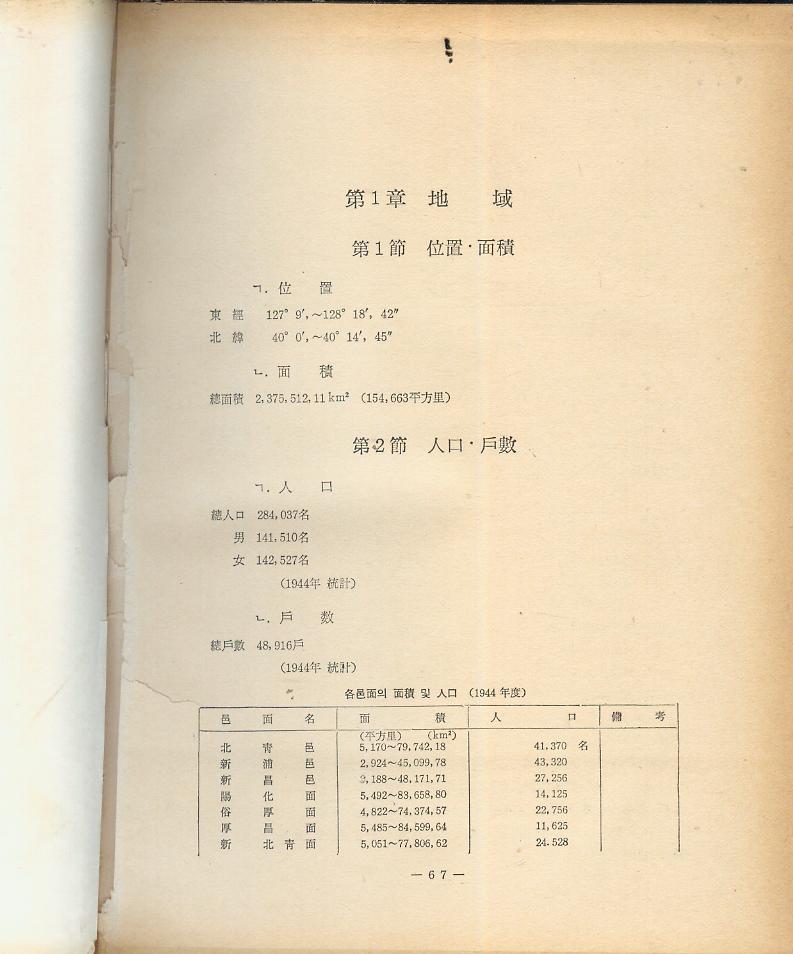 第1章 地 域
第1節 位置·面積
ㄱ. 位 置
東 經 127° 9′,~128° 18′, 42″
北 緯 40° 0′,~40° 14′, 45″
ㄴ. 面 積
總面積 2,375,512,11 km² (154,663平方里)
第2節 人口·戶數
ㄱ. 人 口
總人口 284,037名
男 141,510名
女 142,527名
(1944年 統計)
ㄴ. 戶 数
總戶數 48,916戶
(1944年 統計)
各邑面의 面積 및 人口 (1944 年度)
邑 面 名 面 積 人 口 備 考
(平方里) (km²)
北 靑 邑 5,170~79,742,18 41,370 名
新 浦 邑 2,924~45,099,78 43,320
新 昌 邑 3,188~48,171,71 27,256
陽 化 面 5,492~83,658,80 14,125
俗 厚 面 4,822~74,374,57 22,756
厚 昌 面 5,485~84,599,64 11,625
新 北 靑 面 5,051~77,806,62 24.528
— 6 7 —